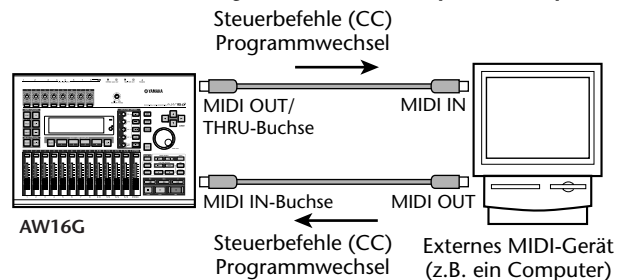 Steuerbefehle (CC)
Programmwechsel
YAMAHA
MIDI OUT/
THRU-Buchse
MIDI IN
MIDI IN-Buchse
MIDI OUT
AW16G
Steuerbefehle (CC)
Programmwechsel
Externes MIDI-Gerät
(z.B. ein Computer)